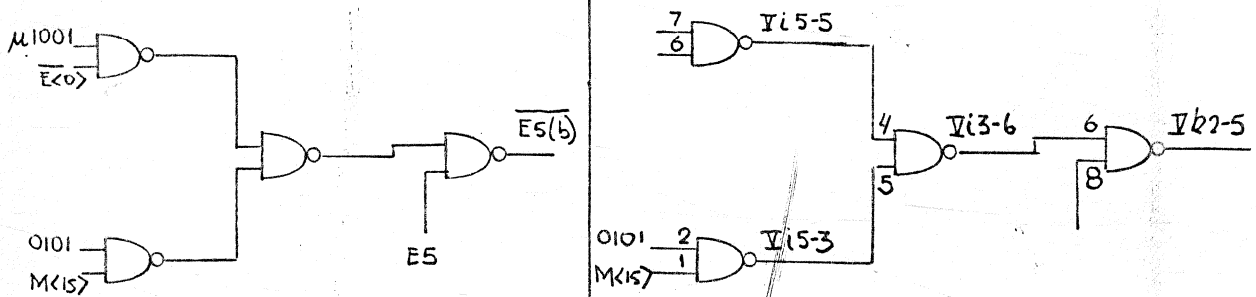 μ1001
E<0>
E5(b)
0101
M<15>
E5
7
6
Vi5-5
4
5
Vi3-6
6
8
Vk2-5
0101 2
M<15> 1
Vi5-3